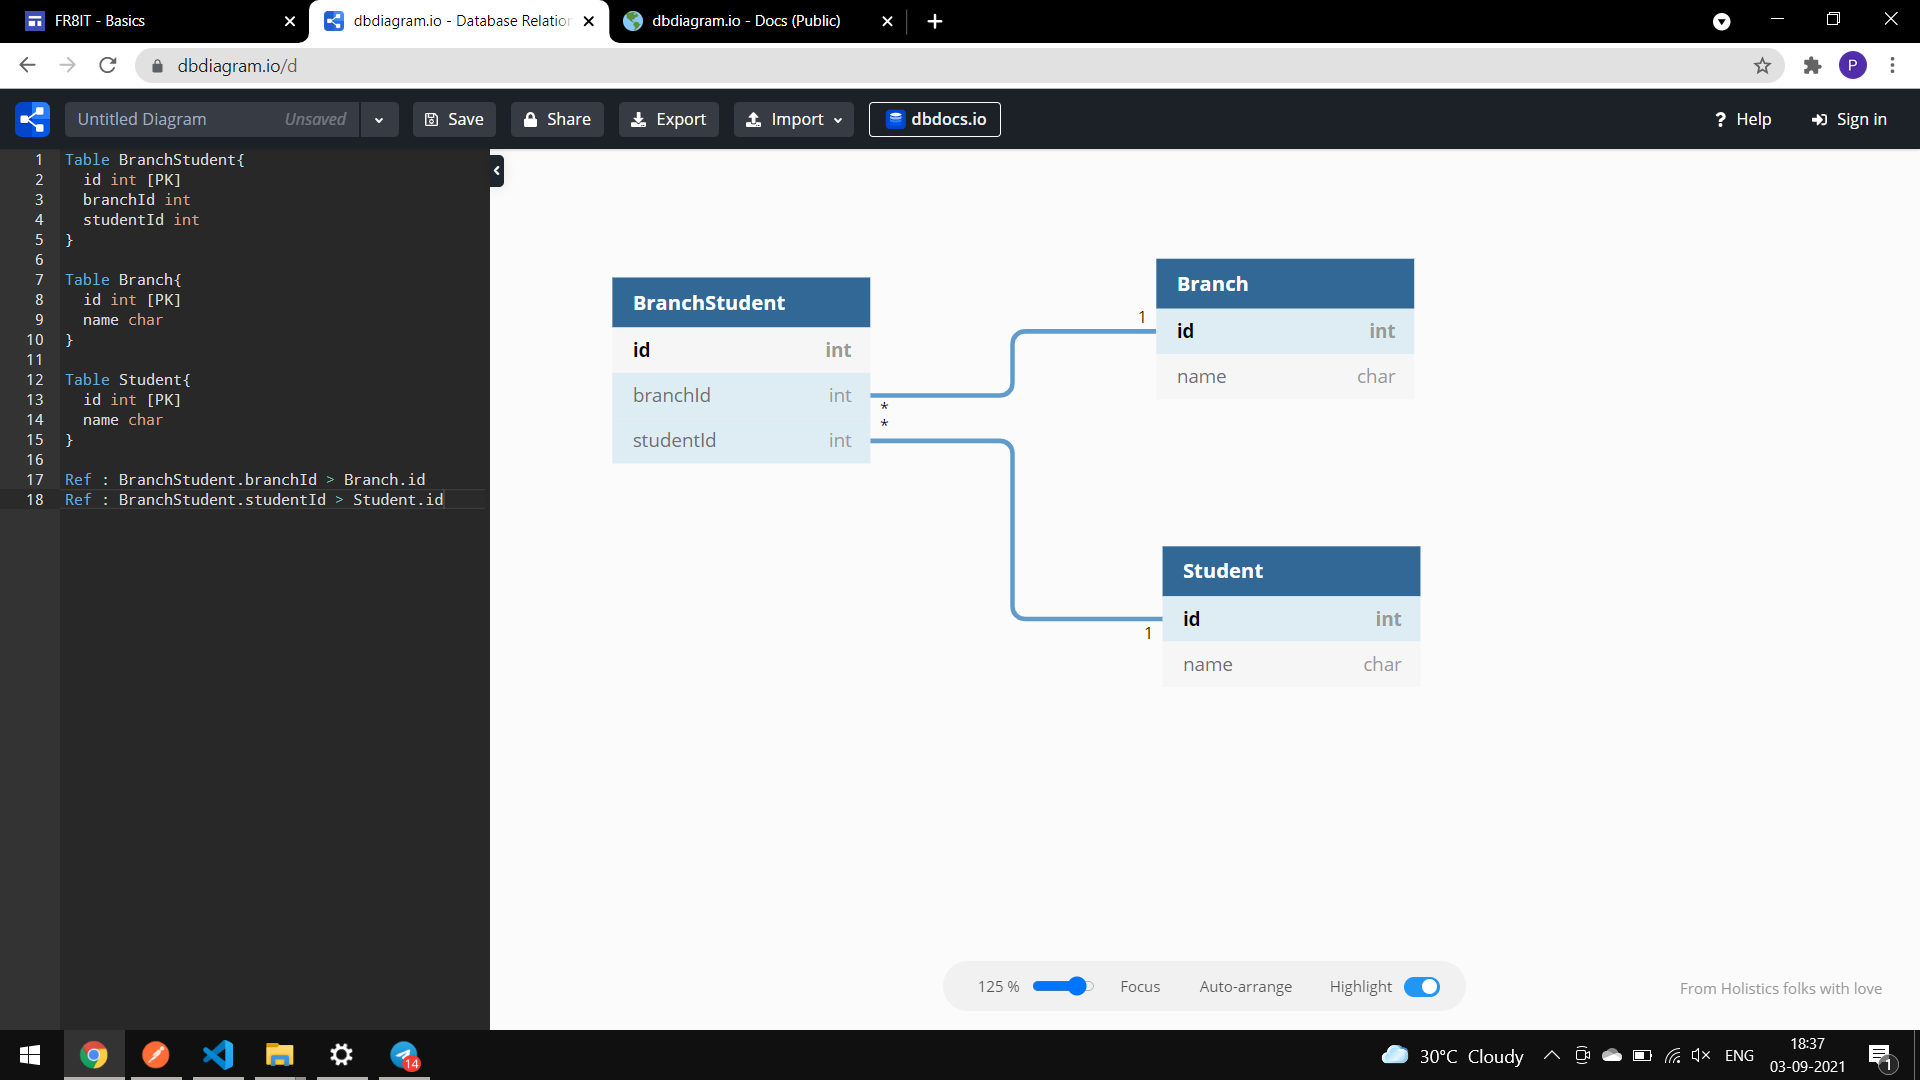 FR8IT - Basics
dbdiagram.io - Database Relation
dbdiagram.io - Docs (Public)
dbdiagram.io/d
P
Untitled Diagram Unsaved
Save
Share
Export
Import
dbdocs.io
Help
Sign in
1 Table BranchStudent{
2 id int [PK]
3 branchId int
4 studentId int
5 }
6
7 Table Branch{
8 id int [PK]
9 name char
10 }
11
12 Table Student{
13 id int [PK]
14 name char
15 }
16
17 Ref : BranchStudent.branchId > Branch.id
18 Ref : BranchStudent.studentId > Student.id
BranchStudent
id int
branchId int
studentId int
*
*
1
Branch
id int
name char
Student
id int
name char
1
125 %
Focus
Auto-arrange
Highlight
From Holistics folks with love
14
30°C Cloudy
ENG
18:37
03-09-2021
1